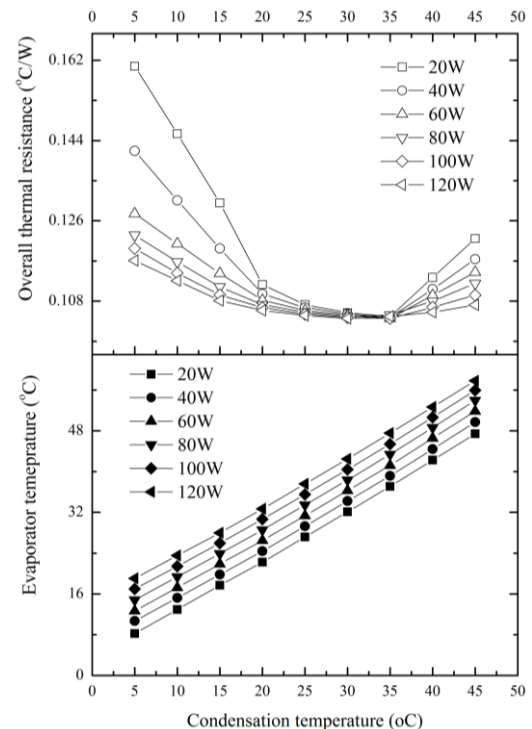 0 5 10 15 20 25 30 35 40 45 50
0.162
0.144
0.126
0.108
Overall thermal resistance (°C/W)
20W
40W
60W
80W
100W
120W
48
32
16
0
Evaporator temeprature (°C)
20W
40W
60W
80W
100W
120W
0 5 10 15 20 25 30 35 40 45 50
Condensation temperature (oC)